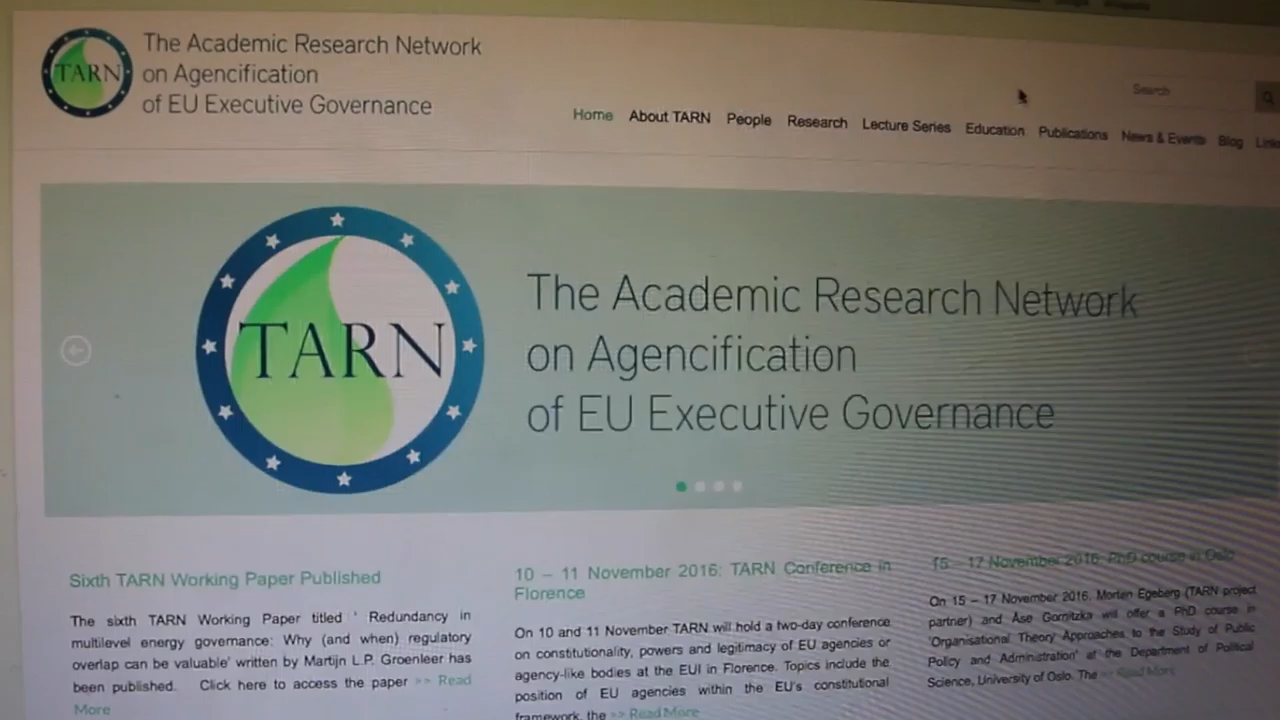 TARN
The Academic Research Network
on Agencification
of EU Executive Governance
Search
Home About TARN People Research Lecture Series Education Publications News & Events Blog
TARN
The Academic Research Network
on Agencification
of EU Executive Governance
Sixth TARN Working Paper Published
The sixth TARN Working Paper titled ' Redundancy in
multilevel energy governance: Why (and when) regulatory
overlap can be valuable' written by Martijn L.P. Groenleer has
been published. Click here to access the paper >> Read
More
10 – 11 November 2016: TARN Conference in
Florence
On 10 and 11 November TARN will hold a two-day conference
on constitutionality, powers and legitimacy of EU agencies or
agency-like bodies at the EUI in Florence. Topics include the
position of EU agencies within the EU's constitutional
framework, the >> Read More
15 – 17 November 2016: PhD course in Oslo
On 15 – 17 November 2016. Morten Egeberg (TARN project
partner) and Åse Gornitzka will offer a PhD course in
'Organisational Theory Approaches to the Study of Public
Policy and Administration' at the Department of Political
Science, University of Oslo. The >> Read More